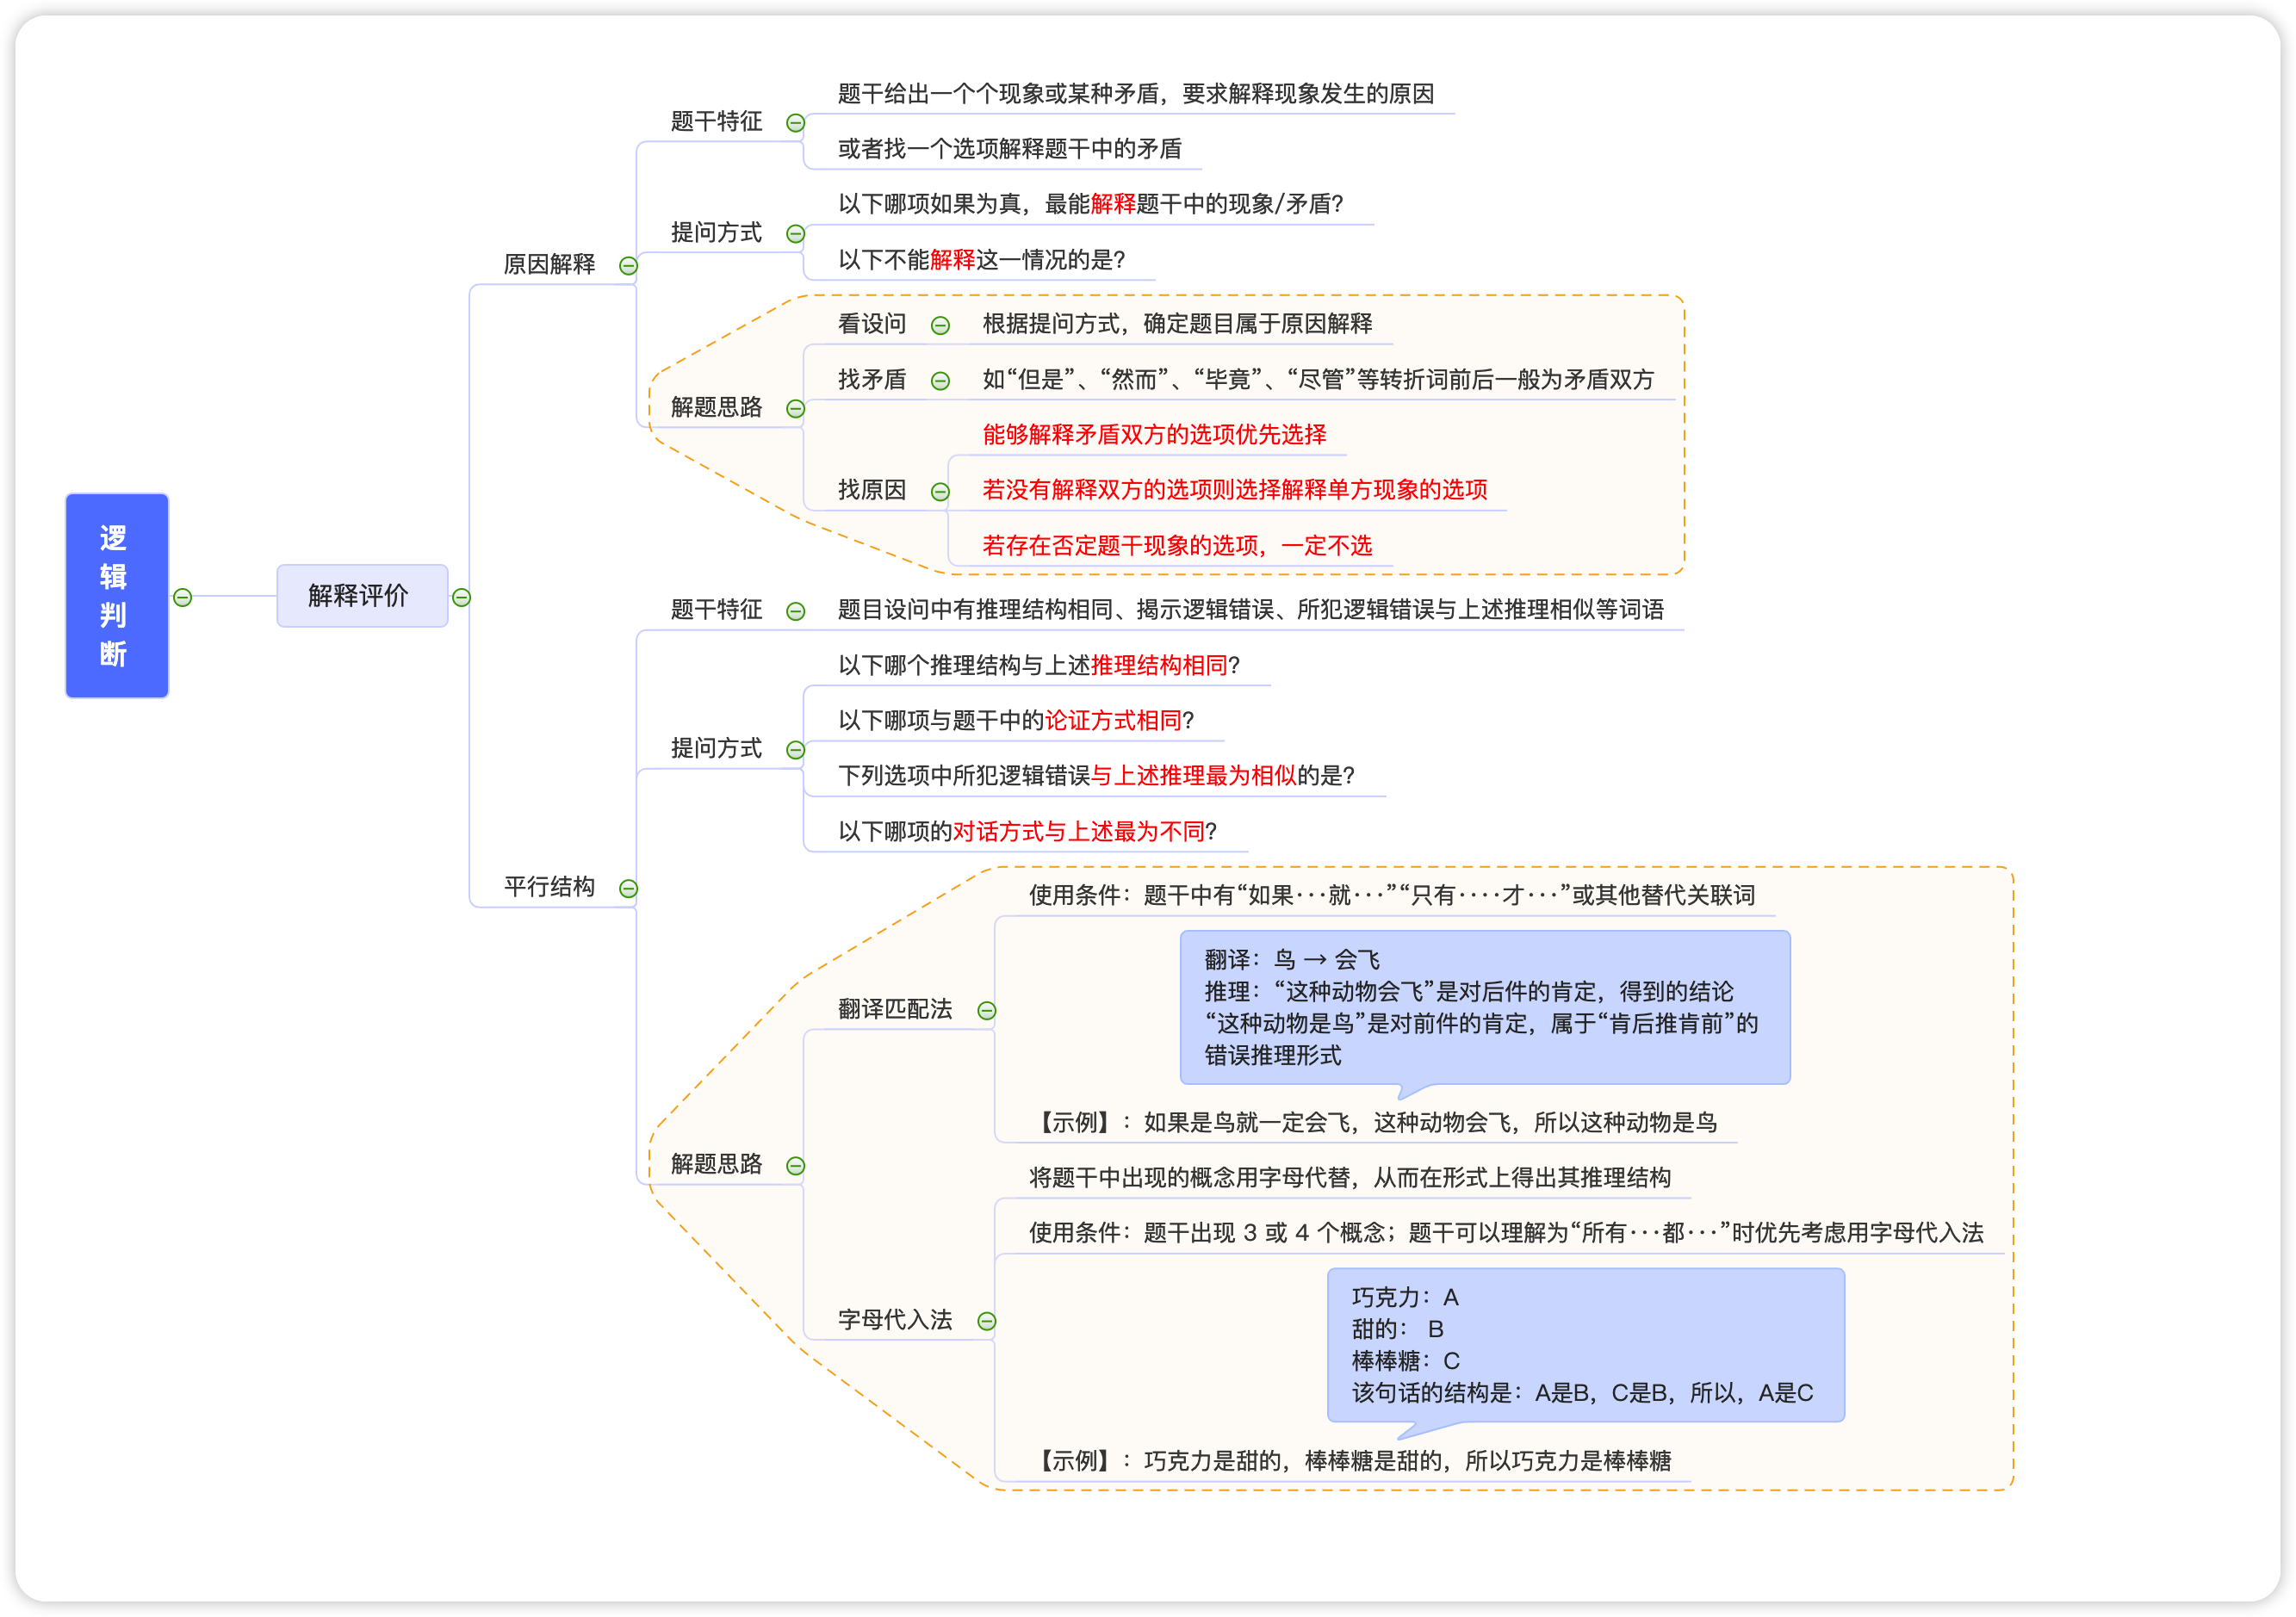 逻辑判断
解释评价
原因解释
题干特征
题干给出一个个现象或某种矛盾，要求解释现象发生的原因
或者找一个选项解释题干中的矛盾
提问方式
以下哪项如果为真，最能解释题干中的现象/矛盾？
以下不能解释这一情况的是？
解题思路
看设问
根据提问方式，确定题目属于原因解释
找矛盾
如“但是”、“然而”、“毕竟”、“尽管”等转折词前后一般为矛盾双方
找原因
能够解释矛盾双方的选项优先选择
若没有解释双方的选项则选择解释单方现象的选项
若存在否定题干现象的选项，一定不选
平行结构
题干特征
题目设问中有推理结构相同、揭示逻辑错误、所犯逻辑错误与上述推理相似等词语
提问方式
以下哪个推理结构与上述推理结构相同？
以下哪项与题干中的论证方式相同？
下列选项中所犯逻辑错误与上述推理最为相似的是？
以下哪项的对话方式与上述最为不同？
解题思路
翻译匹配法
使用条件：题干中有“如果···就···”“只有····才···”或其他替代关联词
翻译：鸟 → 会飞
推理：“这种动物会飞”是对后件的肯定，得到的结论
“这种动物是鸟”是对前件的肯定，属于“肯后推肯前”的
错误推理形式
【示例】：如果是鸟就一定会飞，这种动物会飞，所以这种动物是鸟
字母代入法
将题干中出现的概念用字母代替，从而在形式上得出其推理结构
使用条件：题干出现 3 或 4 个概念；题干可以理解为“所有···都···”时优先考虑用字母代入法
巧克力：A
甜的： B
棒棒糖：C
该句话的结构是：A是B，C是B，所以，A是C
【示例】：巧克力是甜的，棒棒糖是甜的，所以巧克力是棒棒糖